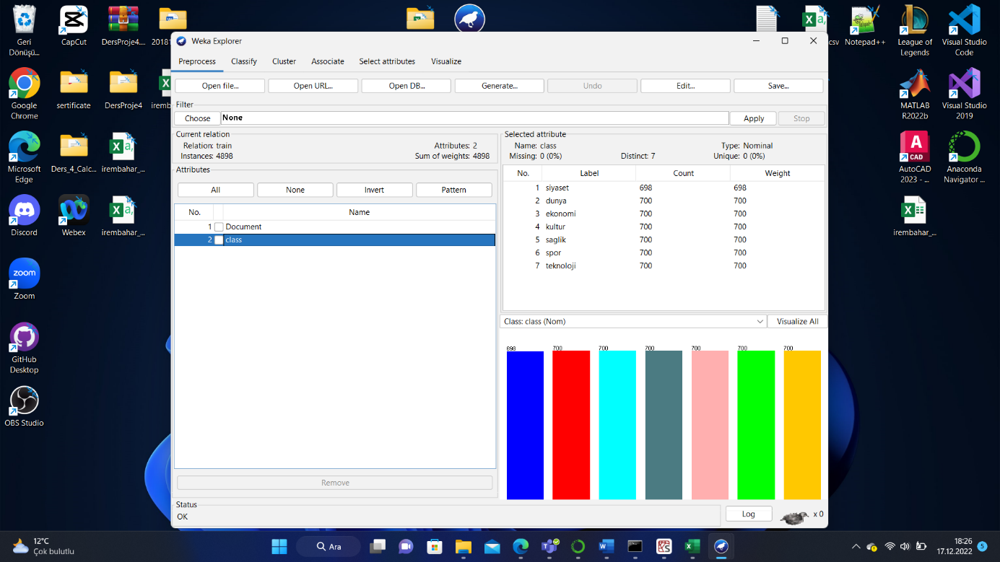 Geri
Dönüşü...
CapCut
DersProje4...
20181
csv
Notepad++
League of
Legends
Visual Studio
Code
Google
Chrome
sertificate
DersProje4
iremb
MATLAB
R2022b
Visual Studio
2019
Microsoft
Edge
Ders_4_Calc...
irembahar_...
AutoCAD
2023 - ...
Anaconda
Navigator ...
Discord
Webex
irembahar_...
irembahar_...
Zoom
GitHub
Desktop
OBS Studio
Weka Explorer
Preprocess Classify Cluster Associate Select attributes Visualize
Open file... Open URL... Open DB... Generate... Undo Edit... Save...
Filter
Choose None Apply Stop
Current relation
Relation: train Attributes: 2
Instances: 4898 Sum of weights: 4898
Attributes
All None Invert Pattern
No. Name
1 Document
2 class
Remove
Selected attribute
Name: class Type: Nominal
Missing: 0 (0%) Distinct: 7 Unique: 0 (0%)
No. Label Count Weight
1 siyaset 698 698
2 dunya 700 700
3 ekonomi 700 700
4 kultur 700 700
5 saglik 700 700
6 spor 700 700
7 teknoloji 700 700
Class: class (Nom) Visualize All
698 700 700 700 700 700 700
Status
OK
Log x 0
12°C
Çok bulutlu
Ara
18:26
17.12.2022
5